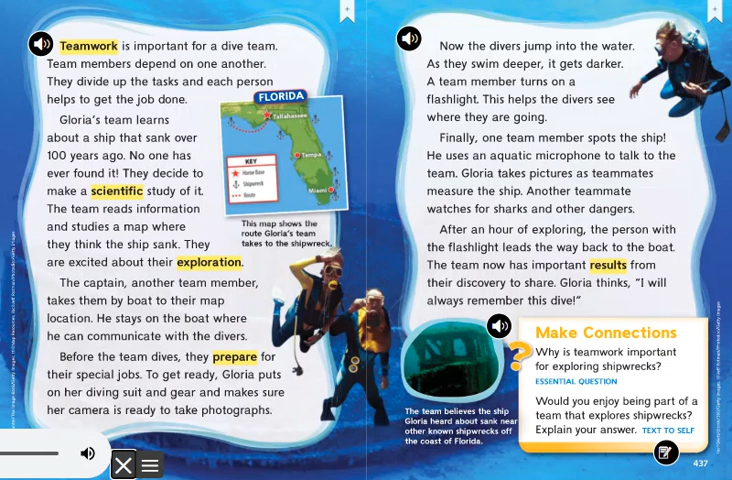 Teamwork is important for a dive team.
Team members depend on one another.
They divide up the tasks and each person
helps to get the job done.
Gloria's team learns
about a ship that sank over
100 years ago. No one has
ever found it! They decide to
make a scientific study of it.
The team reads information
and studies a map where
they think the ship sank. They
are excited about their exploration.
FLORIDA
Tallahassee
Tampa
Miami
KEY
Home Base
Shipwreck
Route
This map shows the
route Gloria's team
takes to the shipwreck.
The captain, another team member,
takes them by boat to their map
location. He stays on the boat where
he can communicate with the divers.
Before the team dives, they prepare for
their special jobs. To get ready, Gloria puts
on her diving suit and gear and makes sure
her camera is ready to take photographs.
Now the divers jump into the water.
As they swim deeper, it gets darker.
A team member turns on a
flashlight. This helps the divers see
where they are going.
Finally, one team member spots the ship!
He uses an aquatic microphone to talk to the
team. Gloria takes pictures as teammates
measure the ship. Another teammate
watches for sharks and other dangers.
After an hour of exploring, the person with
the flashlight leads the way back to the boat.
The team now has important results from
their discovery to share. Gloria thinks, "I will
always remember this dive!"
The team believes the ship
Gloria heard about sank near
other known shipwrecks off
the coast of Florida.
Make Connections
?
Why is teamwork important
for exploring shipwrecks?
ESSENTIAL QUESTION
Would you enjoy being part of a
team that explores shipwrecks?
Explain your answer. TEXT TO SELF
437